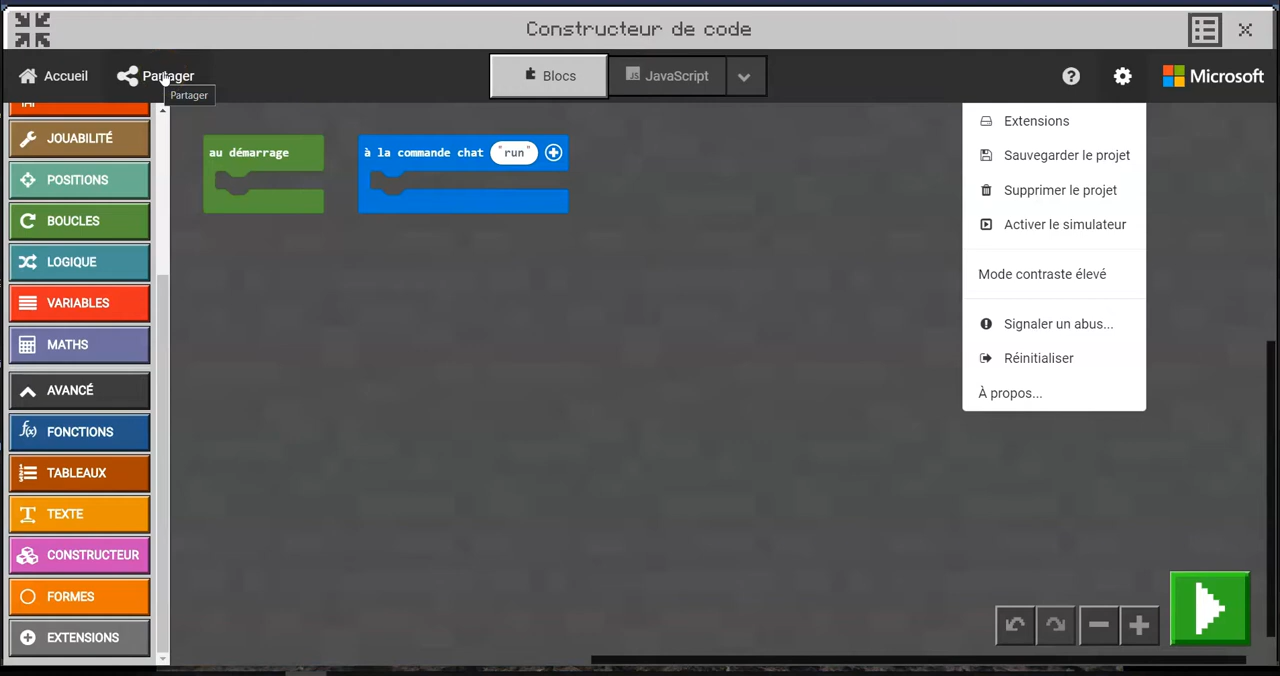 Constructeur de code
Accueil
Partager
Partager
Blocs
JS JavaScript
Microsoft
JOUABILITÉ
POSITIONS
BOUCLES
LOGIQUE
VARIABLES
MATHS
AVANCÉ
f(x) FONCTIONS
TABLEAUX
TEXTE
CONSTRUCTEUR
FORMES
EXTENSIONS
au démarrage
à la commande chat "run"
Extensions
Sauvegarder le projet
Supprimer le projet
Activer le simulateur
Mode contraste élevé
Signaler un abus...
Réinitialiser
À propos...